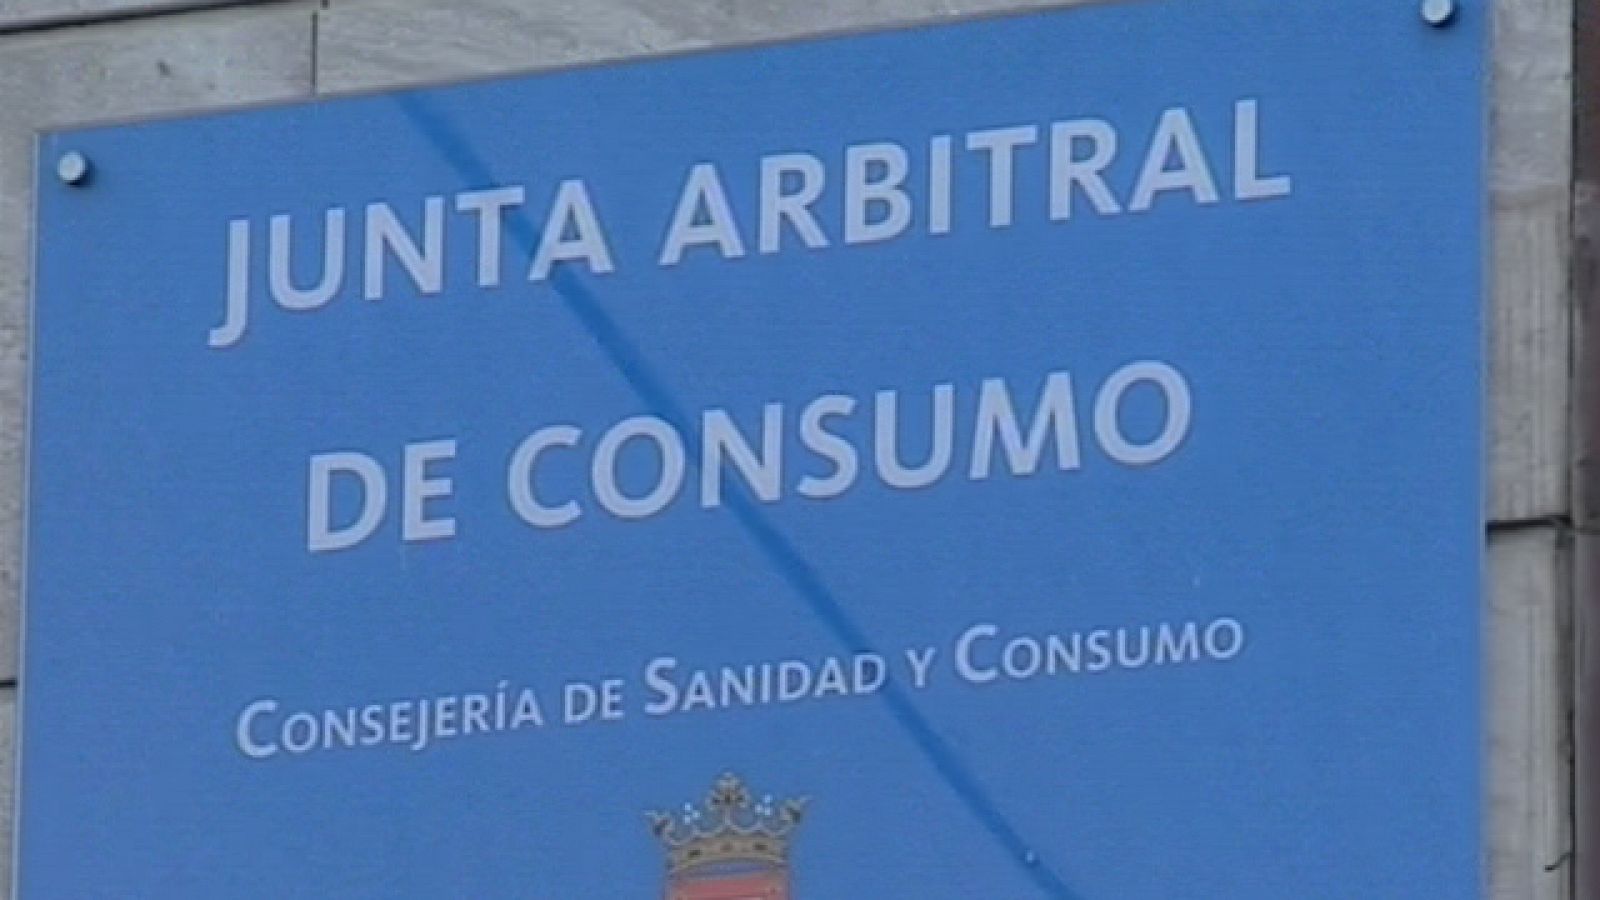 JUNTA ARBITRAL
DE CONSUMO
CONSEJERÍA DE SANIDAD Y CONSUMO